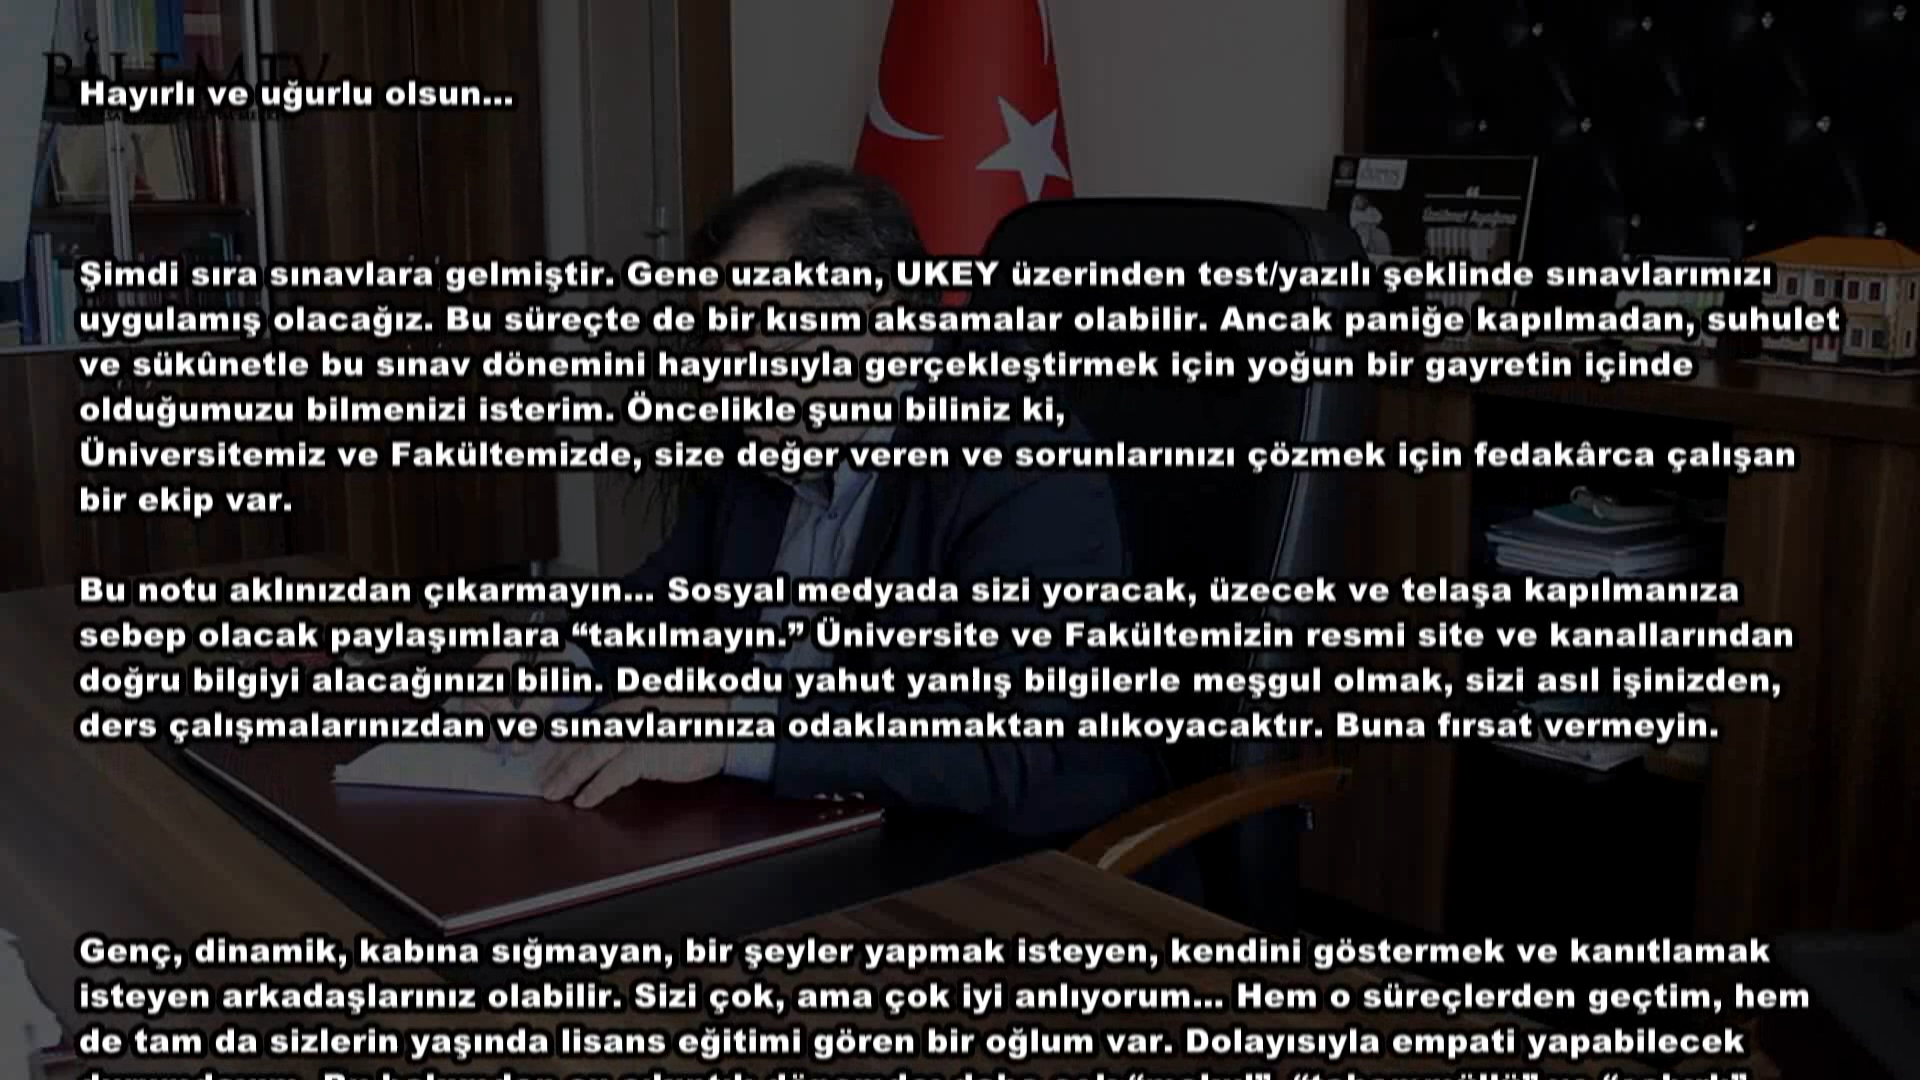 BİLEM TV
Hayırlı ve uğurlu olsun...
Şimdi sıra sınavlara gelmiştir. Gene uzaktan, UKEY üzerinden test/yazılı şeklinde sınavlarımızı
uygulamış olacağız. Bu süreçte de bir kısım aksamalar olabilir. Ancak paniğe kapılmadan, suhulet
ve sükûnetle bu sınav dönemini hayırlısıyla gerçekleştirmek için yoğun bir gayretin içinde
olduğumuzu bilmenizi isterim. Öncelikle şunu biliniz ki,
Üniversitemiz ve Fakültemizde, size değer veren ve sorunlarınızı çözmek için fedakârca çalışan
bir ekip var.
Bu notu aklınızdan çıkarmayın... Sosyal medyada sizi yoracak, üzecek ve telaşa kapılmanıza
sebep olacak paylaşımlara “takılmayın.” Üniversite ve Fakültemizin resmi site ve kanallarından
doğru bilgiyi alacağınızı bilin. Dedikodu yahut yanlış bilgilerle meşgul olmak, sizi asıl işinizden,
ders çalışmalarınızdan ve sınavlarınıza odaklanmaktan alıkoyacaktır. Buna fırsat vermeyin.
Genç, dinamik, kabına sığmayan, bir şeyler yapmak isteyen, kendini göstermek ve kanıtlamak
isteyen arkadaşlarınız olabilir. Sizi çok, ama çok iyi anlıyorum... Hem o süreçlerden geçtim, hem
de tam da sizlerin yaşında lisans eğitimi gören bir oğlum var. Dolayısıyla empati yapabilecek